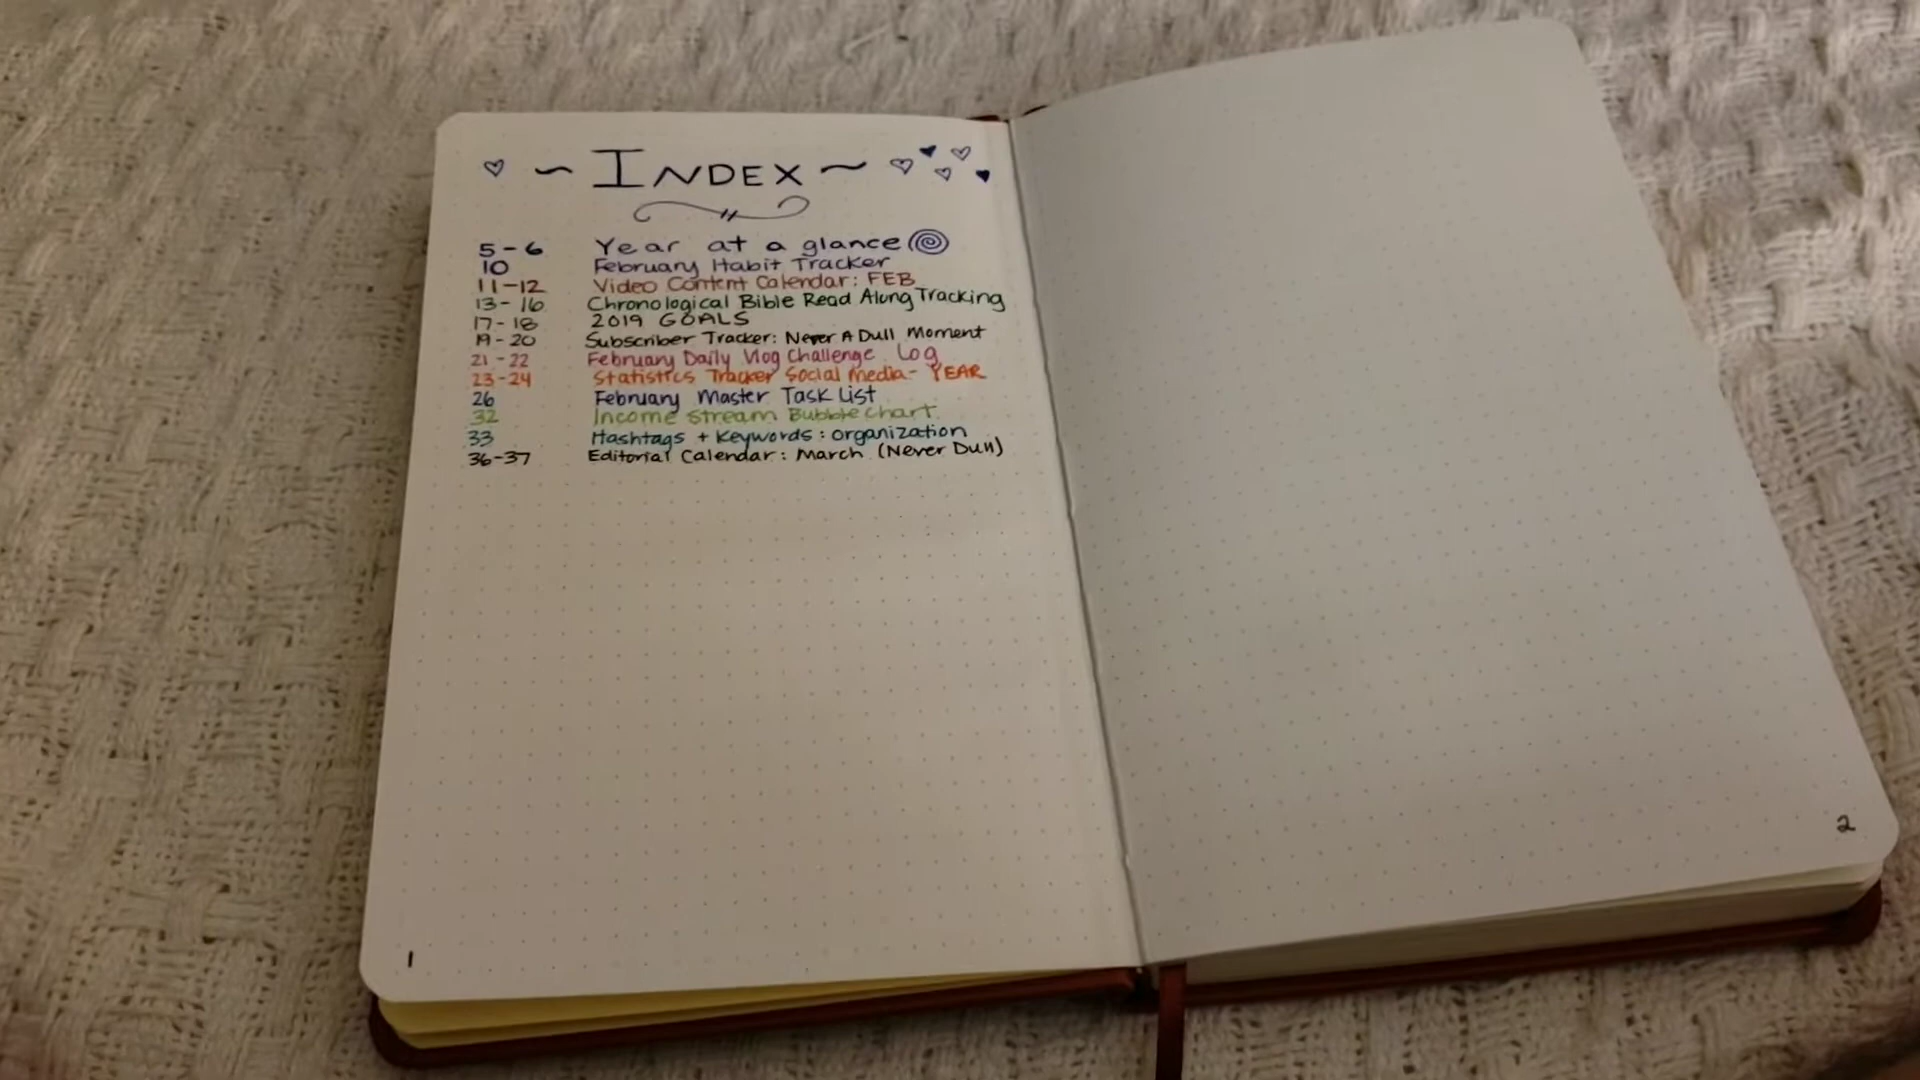 ~ INDEX ~
5-6 Year at a glance
10 February Habit Tracker
11-12 Video Content Calendar: FEB
13-16 Chronological Bible Read Along Tracking
17-18 2019 GOALS
19-20 Subscriber Tracker: Never A Dull Moment
21-22 February Daily Vlog Challenge Log
23-24 Statistics Tracker Social Media- YEAR
26 February Master Task List
32 Income Stream Bubble Chart
33 Hashtags + Keywords: organization
36-37 Editorial Calendar: March (Never Dull)
1
2